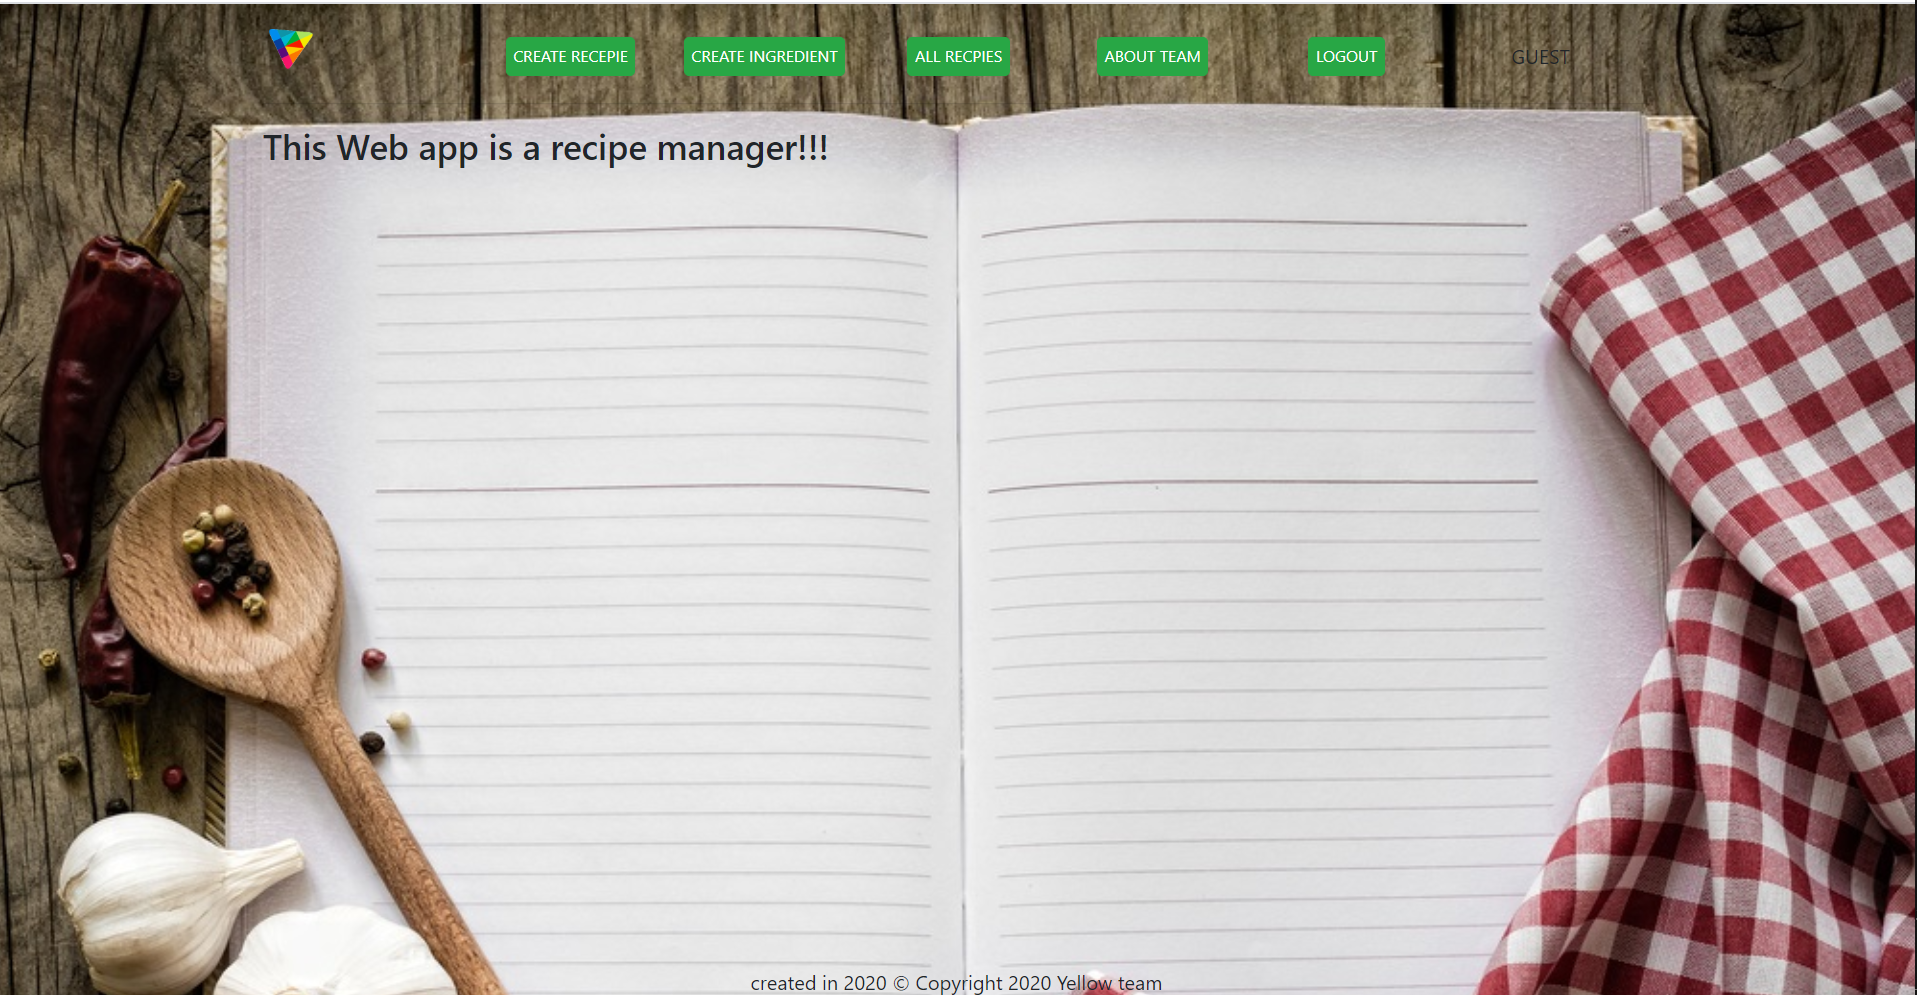 CREATE RECEPIE
CREATE INGREDIENT
ALL RECPIES
ABOUT TEAM
LOGOUT
GUEST
This Web app is a recipe manager!!!
created in 2020 © Copyright 2020 Yellow team